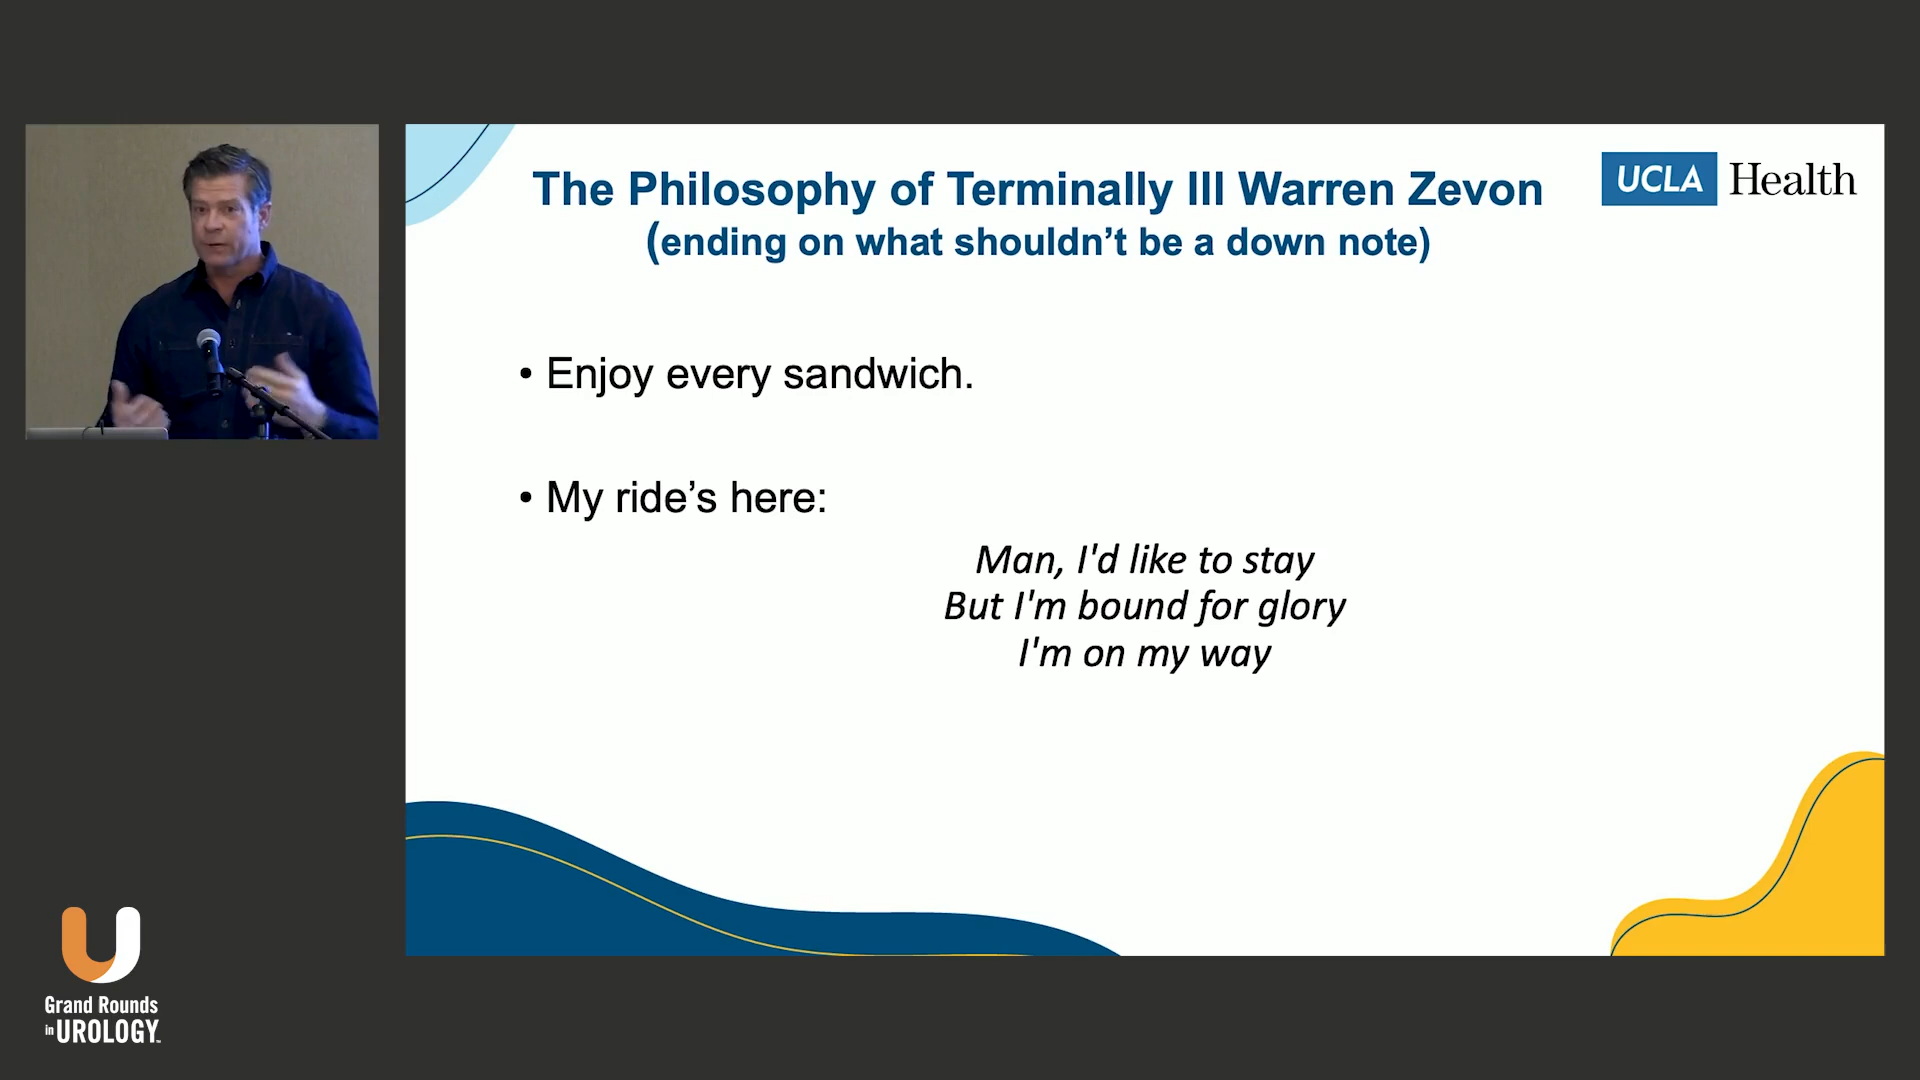 The Philosophy of Terminally Ill Warren Zevon
(ending on what shouldn’t be a down note)
UCLA Health
• Enjoy every sandwich.
• My ride’s here:
Man, I'd like to stay
But I'm bound for glory
I'm on my way
Grand Rounds
in UROLOGY™